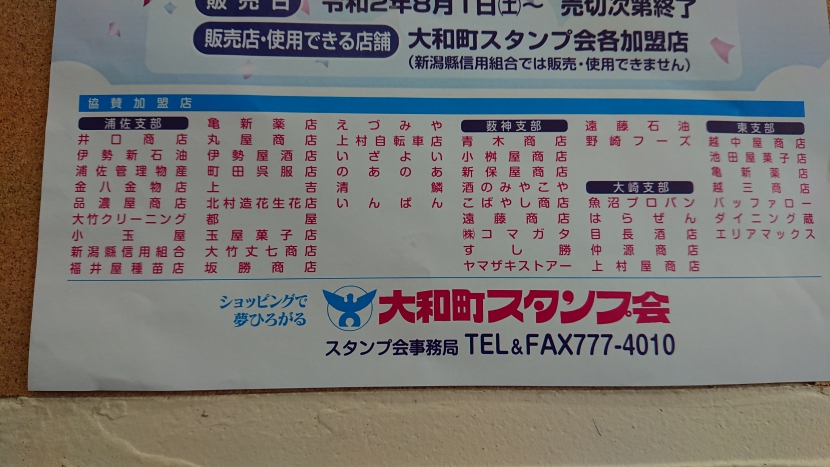 販売日 令和2年8月1日(土)〜 売切次第終了
販売店・使用できる店舗 大和町スタンプ会各加盟店
(新潟縣信用組合では販売・使用できません)
協賛加盟店
浦佐支部
井口商店
伊勢新石油
浦佐管理物産
金八金物店
品濃屋商店
大竹クリーニング
小玉屋
新潟縣信用組合
福井屋種苗店
亀新薬店
丸屋商店
伊勢屋酒店
町田呉服店
上吉
北村造花生花店
都屋
玉屋菓子店
大竹丈七商店
坂勝商店
えづみや
上村自転車店
いざよい
のあのあ
清鱗
いんばん
薮神支部
青木商店
小桝屋商店
新保屋商店
酒のみやこや
こばやし商店
遠藤商店
㈱コマガタ
すし勝
ヤマザキストアー
遠藤石油
野崎フーズ
大崎支部
魚沼プロパン
はらぜん
目長酒店
仲源商店
上村屋商店
東支部
越中屋商店
池田屋菓子店
亀新薬店
越三商店
バッファロー
ダイニング蔵
エリアマックス
ショッピングで
夢ひろがる
大和町スタンプ会
スタンプ会事務局 TEL&FAX777-4010